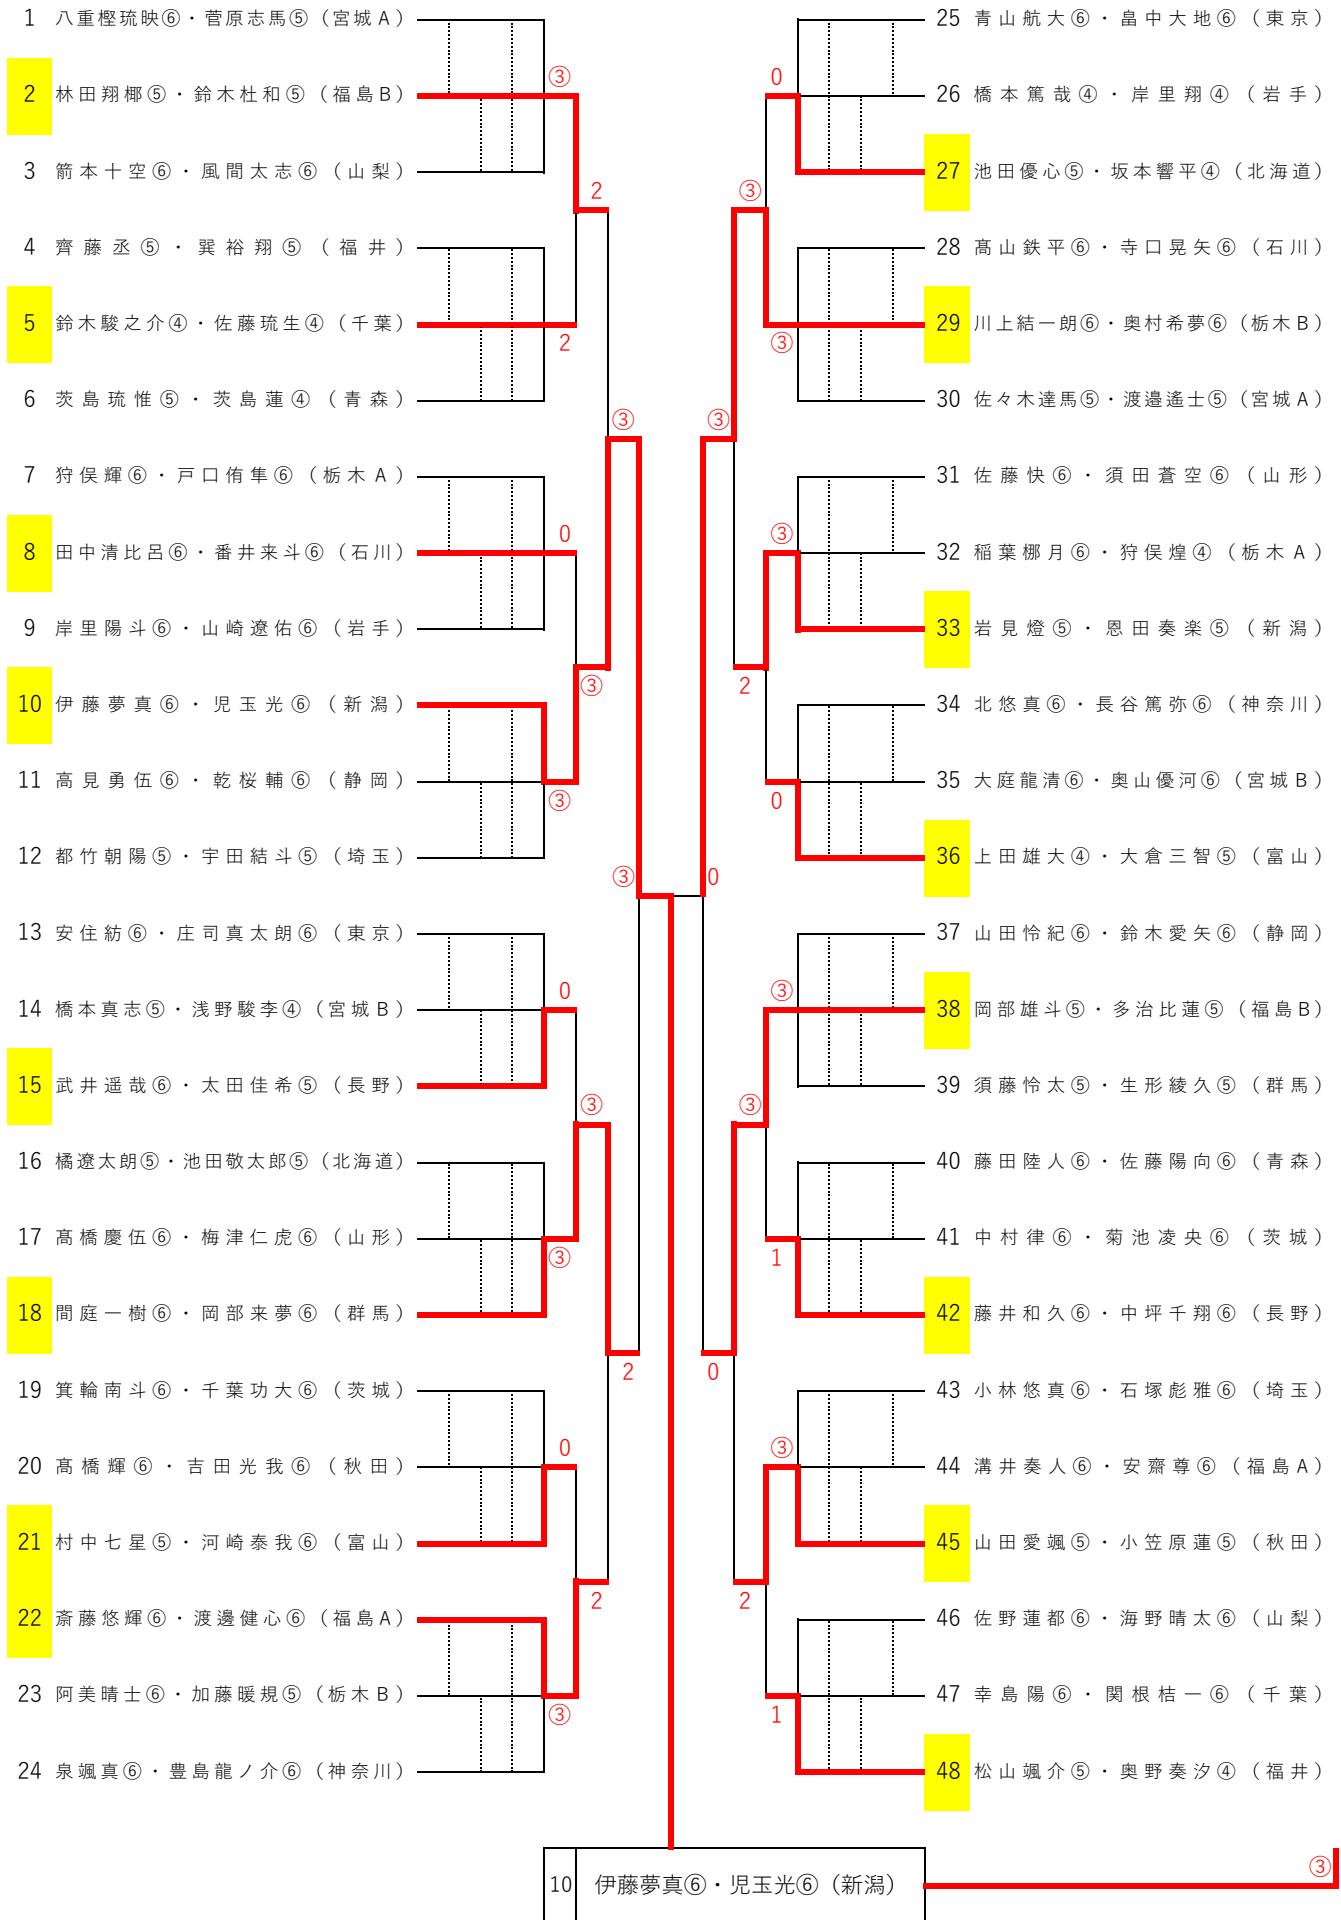 1 八重樫琉映⑥・菅原志馬⑤（宮城A）
③
2 林田翔梛⑤・鈴木杜和⑤（福島B）
3 箭本十空⑥・風間太志⑥（山梨）
2
4 齊藤丞⑤・巽裕翔⑤（福井）
5 鈴木駿之介④・佐藤琉生④（千葉）
2
6 茨島琉惟⑤・茨島蓮④（青森）
③
7 狩俣輝⑥・戸口侑隼⑥（栃木A）
0
8 田中清比呂⑥・番井来斗⑥（石川）
9 岸里陽斗⑥・山崎遼佑⑥（岩手）
③
10 伊藤夢真⑥・児玉光⑥（新潟）
11 高見勇伍⑥・乾桜輔⑥（静岡）
③
12 都竹朝陽⑤・宇田結斗⑤（埼玉）
③
13 安住紡⑥・庄司真太朗⑥（東京）
0
14 橋本真志⑤・浅野駿李④（宮城B）
15 武井遥哉⑥・太田佳希⑤（長野）
③
16 橘遼太朗⑤・池田敬太郎⑤（北海道）
17 髙橋慶伍⑥・梅津仁虎⑥（山形）
③
18 間庭一樹⑥・岡部来夢⑥（群馬）
2
19 箕輪南斗⑥・千葉功大⑥（茨城）
0
20 髙橋輝⑥・吉田光我⑥（秋田）
21 村中七星⑤・河崎泰我⑥（富山）
2
22 斎藤悠輝⑥・渡邊健心⑥（福島A）
23 阿美晴士⑥・加藤暖規⑤（栃木B）
③
24 泉颯真⑥・豊島龍ノ介⑥（神奈川）
25 青山航大⑥・畠中大地⑥（東京）
0
26 橋本篤哉④・岸里翔④（岩手）
27 池田優心⑤・坂本響平④（北海道）
③
28 髙山鉄平⑥・寺口晃矢⑥（石川）
29 川上結一朗⑥・奥村希夢⑥（栃木B）
③
30 佐々木達馬⑤・渡邉遙士⑤（宮城A）
③
31 佐藤快⑥・須田蒼空⑥（山形）
③
32 稲葉梛月⑥・狩俣煌④（栃木A）
33 岩見燈⑤・恩田奏楽⑤（新潟）
2
34 北悠真⑥・長谷篤弥⑥（神奈川）
35 大庭龍清⑥・奥山優河⑥（宮城B）
0
36 上田雄大④・大倉三智⑤（富山）
0
37 山田怜紀⑥・鈴木愛矢⑥（静岡）
③
38 岡部雄斗⑤・多治比蓮⑤（福島B）
39 須藤怜太⑤・生形綾久⑤（群馬）
③
40 藤田陸人⑥・佐藤陽向⑥（青森）
41 中村律⑥・菊池凌央⑥（茨城）
1
42 藤井和久⑥・中坪千翔⑥（長野）
0
43 小林悠真⑥・石塚彪雅⑥（埼玉）
③
44 溝井奏人⑥・安齋尊⑥（福島A）
45 山田愛颯⑤・小笠原蓮⑤（秋田）
2
46 佐野蓮都⑥・海野晴太⑥（山梨）
47 幸島陽⑥・関根桔一⑥（千葉）
1
48 松山颯介⑤・奥野奏汐④（福井）
10 伊藤夢真⑥・児玉光⑥（新潟）
③